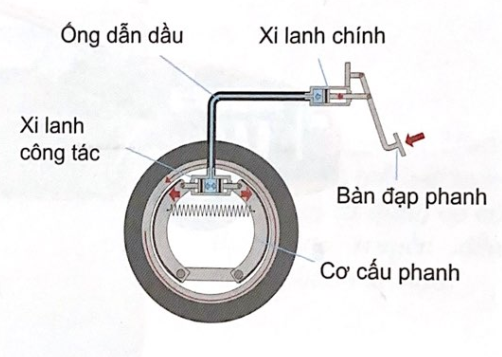 Ống dẫn dầu
Xi lanh chính
Xi lanh
công tác
Bàn đạp phanh
Cơ cấu phanh